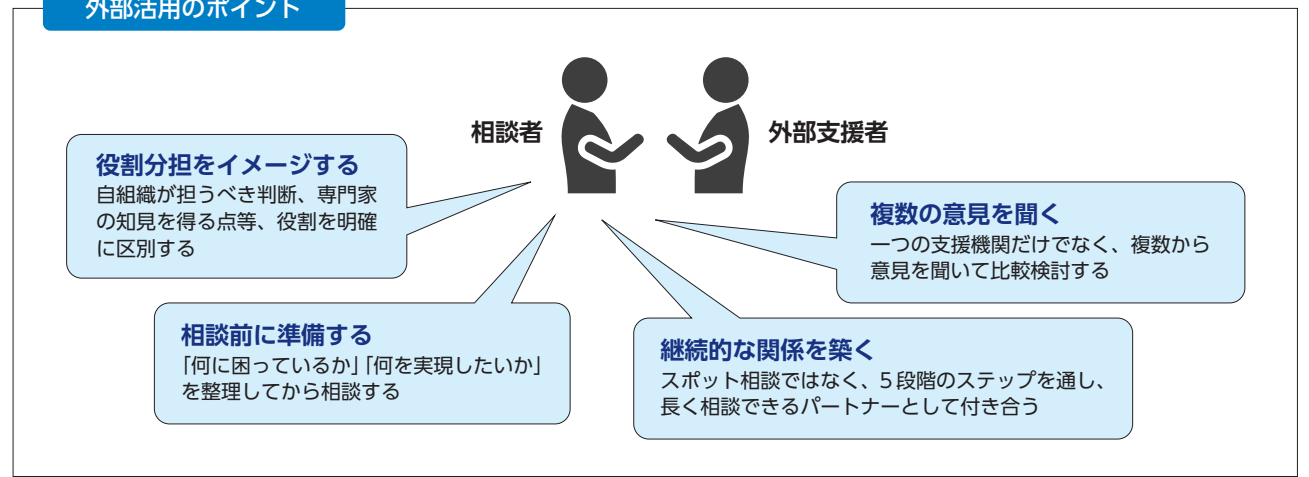 外部活用のポイント
相談者
外部支援者
役割分担をイメージする
自組織が担うべき判断、専門家
の知見を得る点等、役割を明確
に区別する
複数の意見を聞く
一つの支援機関だけでなく、複数から
意見を聞いて比較検討する
相談前に準備する
「何に困っているか」「何を実現したいか」
を整理してから相談する
継続的な関係を築く
スポット相談ではなく、5段階のステップを通し、
長く相談できるパートナーとして付き合う